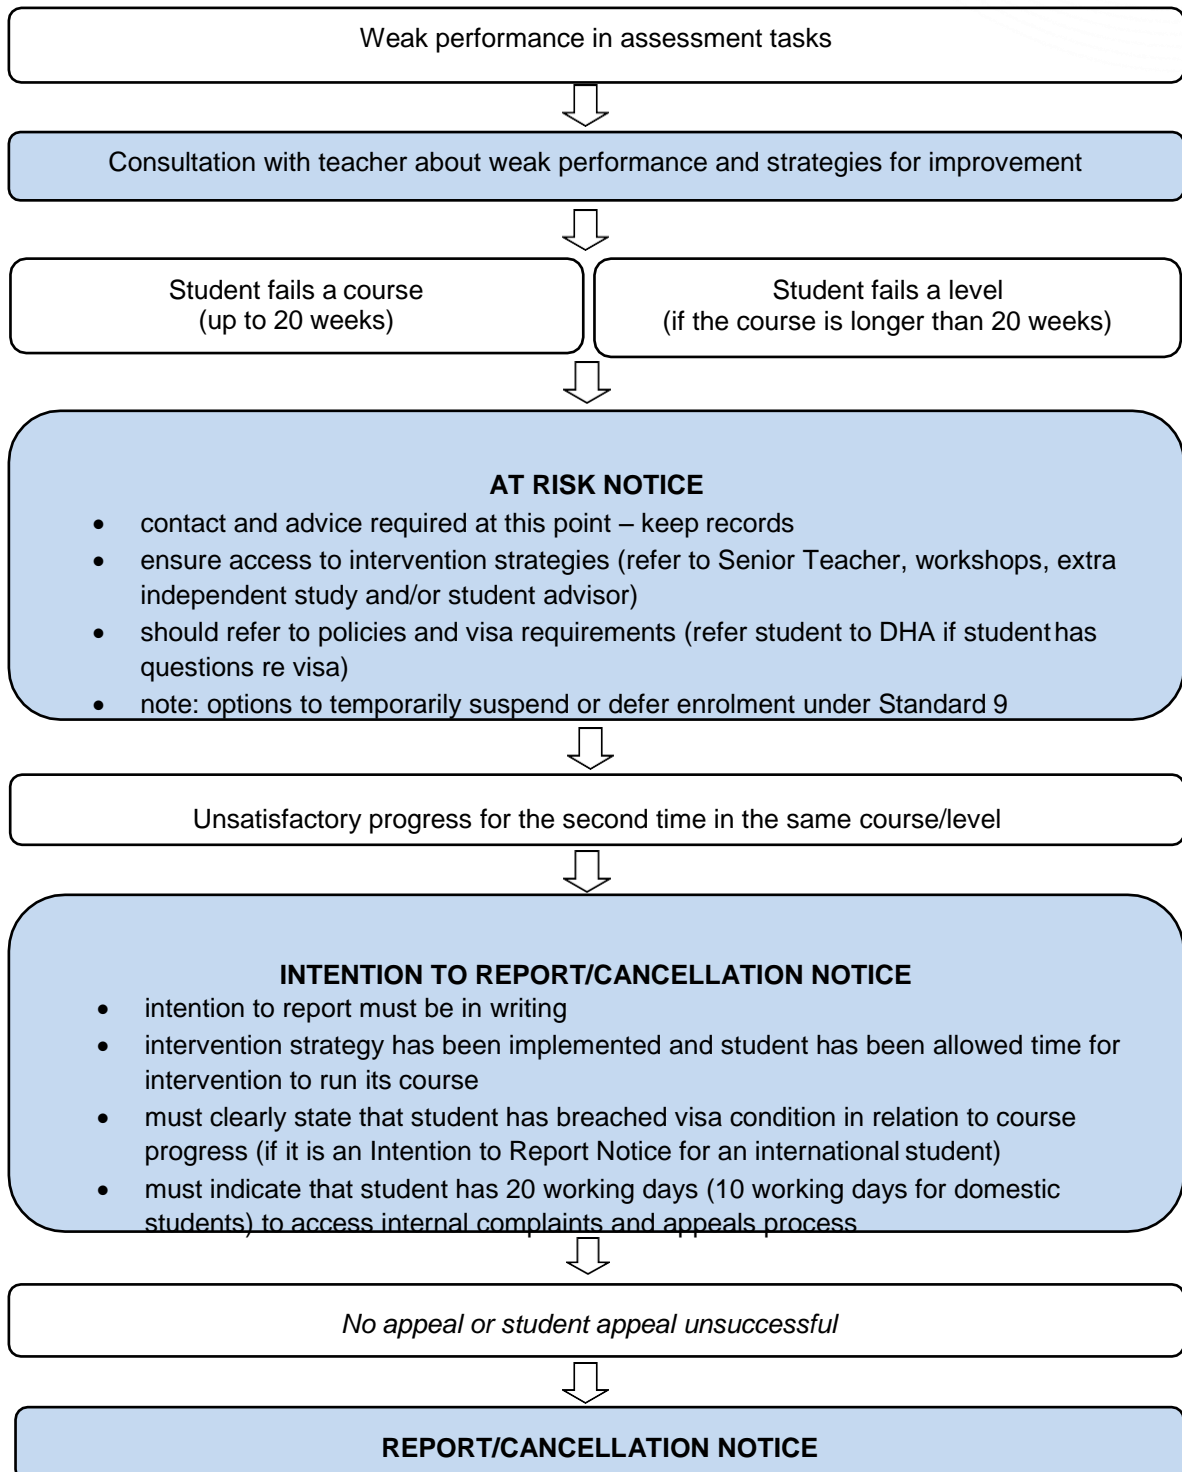 Weak performance in assessment tasks
Consultation with teacher about weak performance and strategies for improvement
Student fails a course
(up to 20 weeks)
Student fails a level
(if the course is longer than 20 weeks)
AT RISK NOTICE
• contact and advice required at this point – keep records
• ensure access to intervention strategies (refer to Senior Teacher, workshops, extra
independent study and/or student advisor)
• should refer to policies and visa requirements (refer student to DHA if student has
questions re visa)
• note: options to temporarily suspend or defer enrolment under Standard 9
Unsatisfactory progress for the second time in the same course/level
INTENTION TO REPORT/CANCELLATION NOTICE
• intention to report must be in writing
• intervention strategy has been implemented and student has been allowed time for
intervention to run its course
• must clearly state that student has breached visa condition in relation to course
progress (if it is an Intention to Report Notice for an international student)
• must indicate that student has 20 working days (10 working days for domestic
students) to access internal complaints and appeals process
No appeal or student appeal unsuccessful
REPORT/CANCELLATION NOTICE